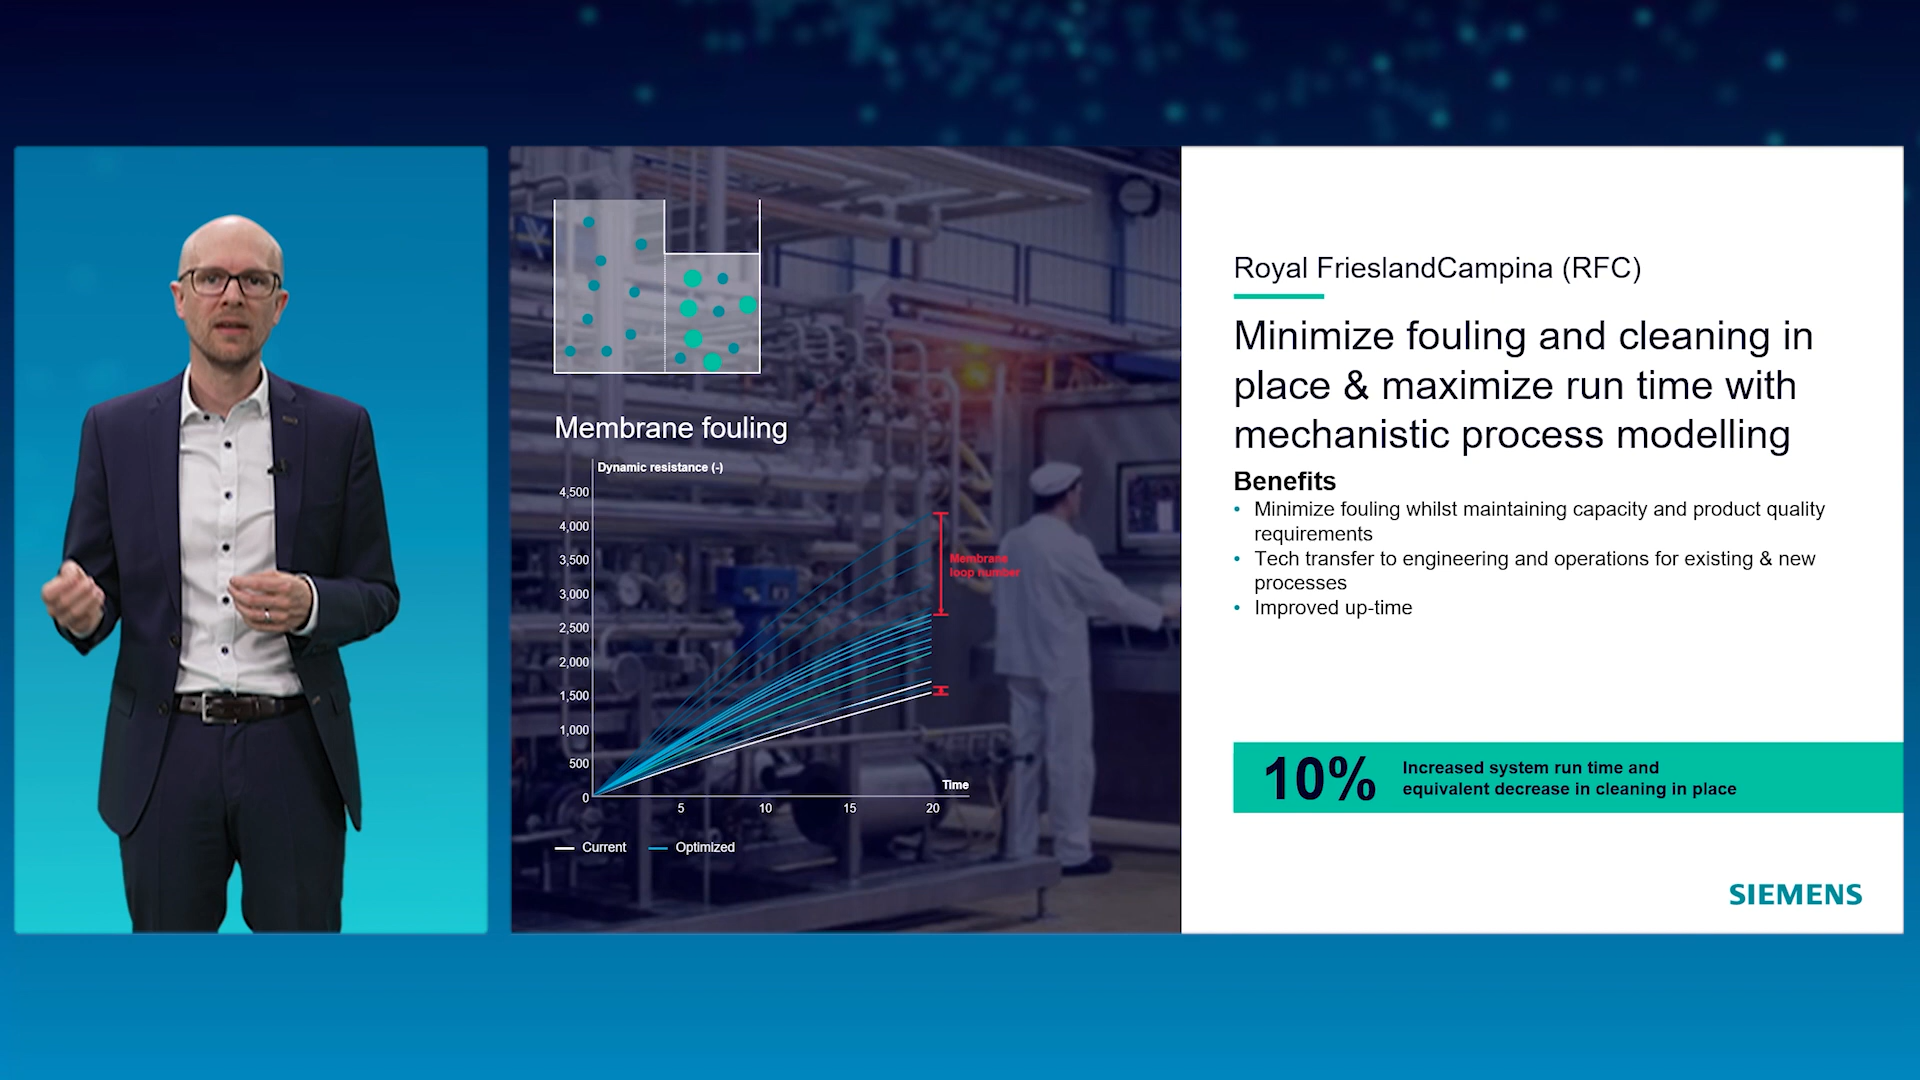 Membrane fouling
Dynamic resistance (-)
4,500
4,000
3,500
3,000
2,500
2,000
1,500
1,000
500
0
5 10 15 20
Time
Membrane
loop number
Current Optimized
Royal FrieslandCampina (RFC)
Minimize fouling and cleaning in
place & maximize run time with
mechanistic process modelling
Benefits
• Minimize fouling whilst maintaining capacity and product quality
requirements
• Tech transfer to engineering and operations for existing & new
processes
• Improved up-time
10%
Increased system run time and
equivalent decrease in cleaning in place
SIEMENS